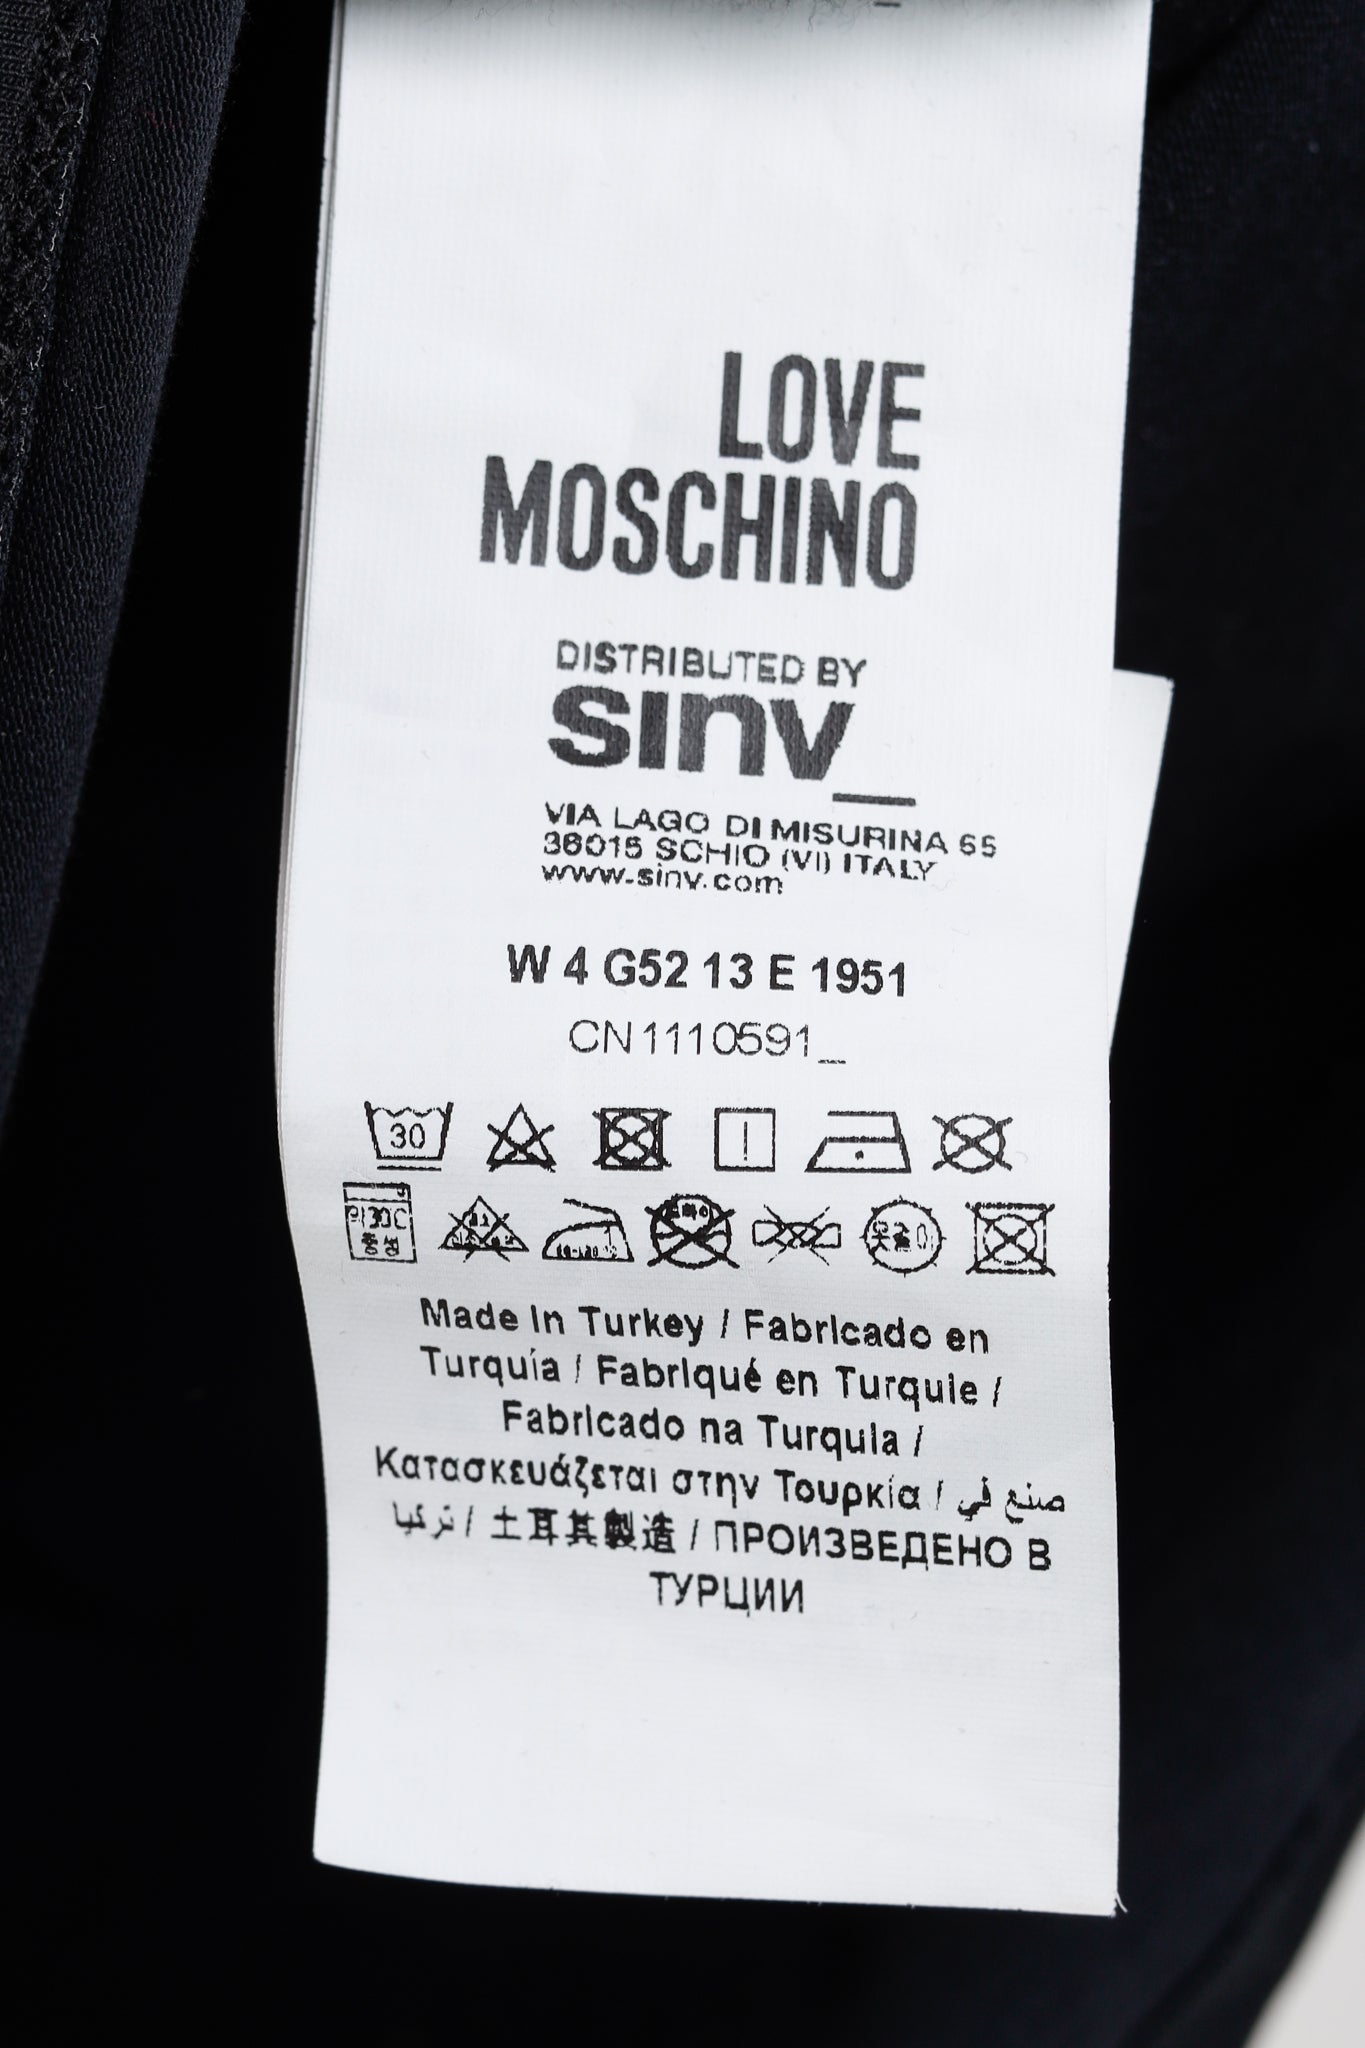 LOVE
MOSCHINO
DISTRIBUTED BY
sinv_
VIA LAGO DI MISURINA 65
36015 SCHIO (VI) ITALY
www.sinv.com
W 4 G52 13 E 1951
CN1110591_
30
Made in Turkey / Fabricado en
Turquía / Fabriqué en Turquie /
Fabricado na Turquia /
Κατασκευάζεται στην Τουρκία / صنع في
تركيا / 土耳其製造 / ПРОИЗВЕДЕНО В
ТУРЦИИ